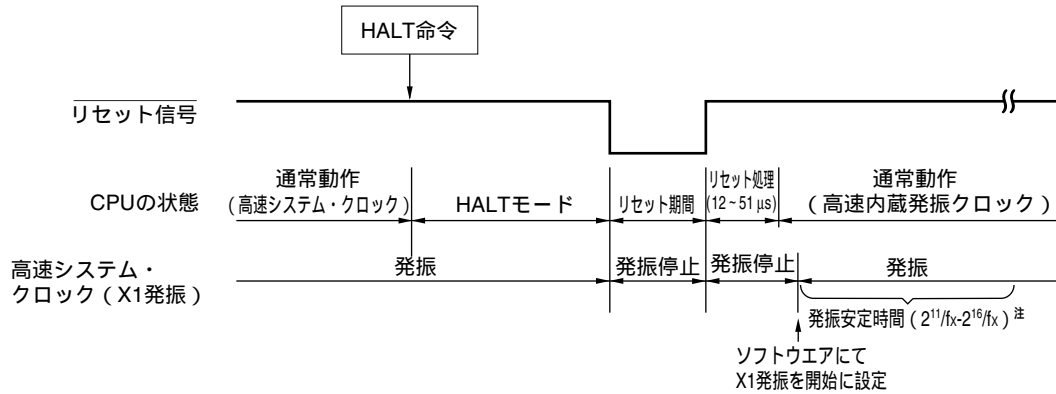 HALT命令
リセット信号
CPUの状態
通常動作
(高速システム・クロック)
HALTモード
リセット期間
リセット処理
(12~51 μs)
通常動作
(高速内蔵発振クロック)
高速システム・
クロック(X1発振)
発振
発振停止
発振停止
発振
発振安定時間(2¹¹/fx-2¹⁶/fx)注
ソフトウエアにて
X1発振を開始に設定